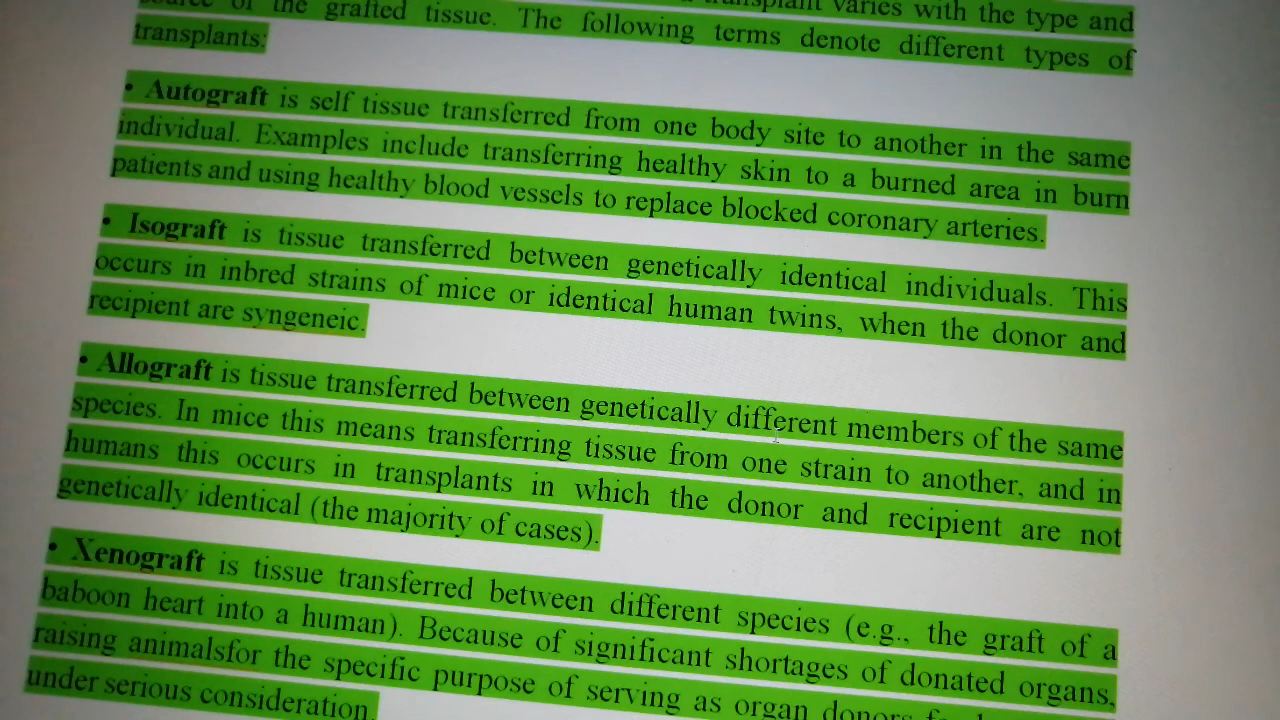 of the grafted tissue. The following terms denote different types of
transplant varies with the type and
transplants:
• Autograft is self tissue transferred from one body site to another in the same
individual. Examples include transferring healthy skin to a burned area in burn
patients and using healthy blood vessels to replace blocked coronary arteries.
• Isograft is tissue transferred between genetically identical individuals. This
occurs in inbred strains of mice or identical human twins, when the donor and
recipient are syngeneic.
• Allograft is tissue transferred between genetically different members of the same
species. In mice this means transferring tissue from one strain to another, and in
humans this occurs in transplants in which the donor and recipient are not
genetically identical (the majority of cases).
• Xenograft is tissue transferred between different species (e.g., the graft of a
baboon heart into a human). Because of significant shortages of donated organs,
raising animalsfor the specific purpose of serving as organ donors
under serious consideration.